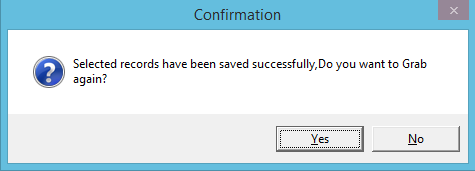 Confirmation
Selected records have been saved successfully,Do you want to Grab
again?
Yes
No